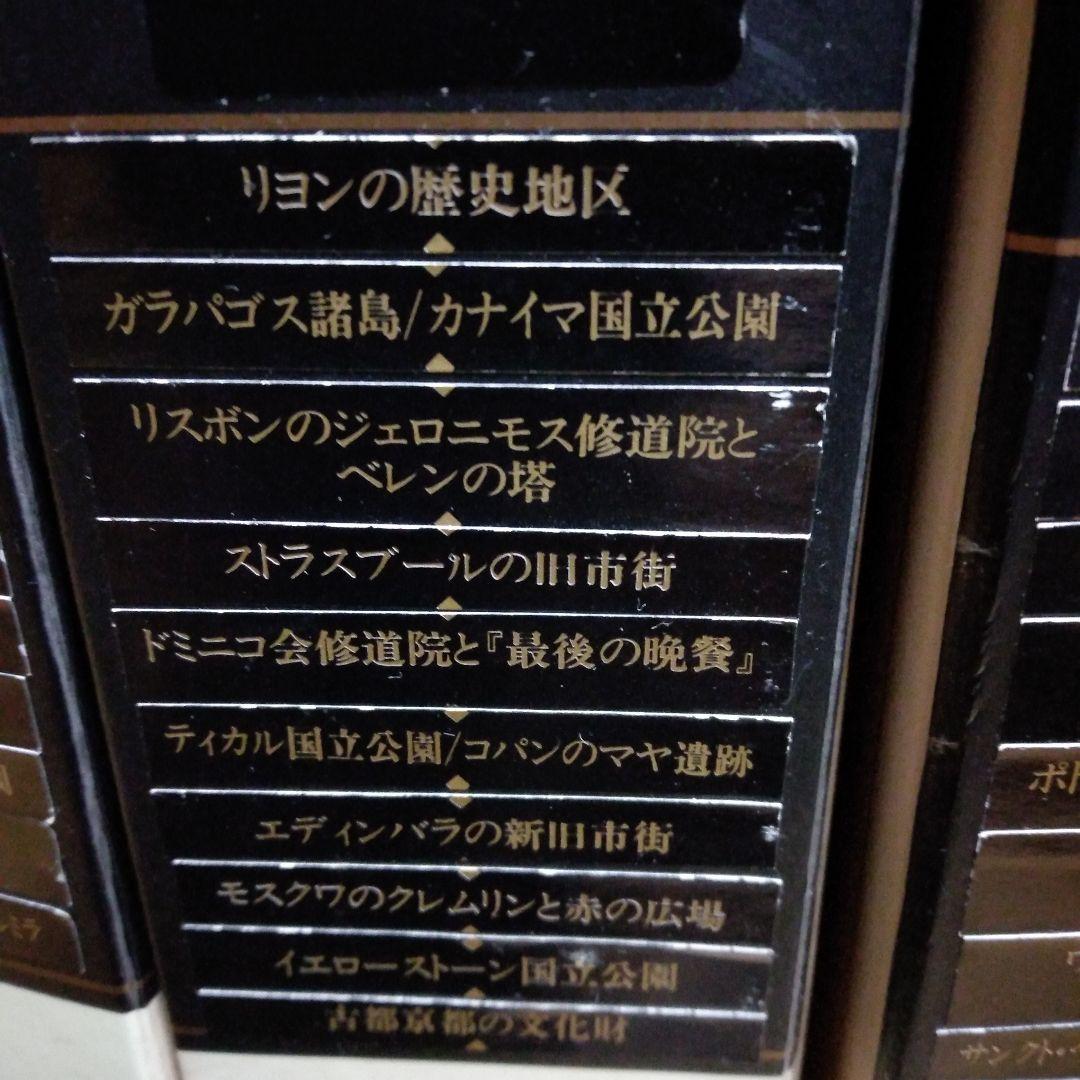 リヨンの歴史地区
ガラパゴス諸島/カナイマ国立公園
リスボンのジェロニモス修道院と
ベレンの塔
ストラスブールの旧市街
ドミニコ会修道院と『最後の晩餐』
ティカル国立公園/コパンのマヤ遺跡
エディンバラの新旧市街
モスクワのクレムリンと赤の広場
イエローストーン国立公園
古都京都の文化財
サンクト・